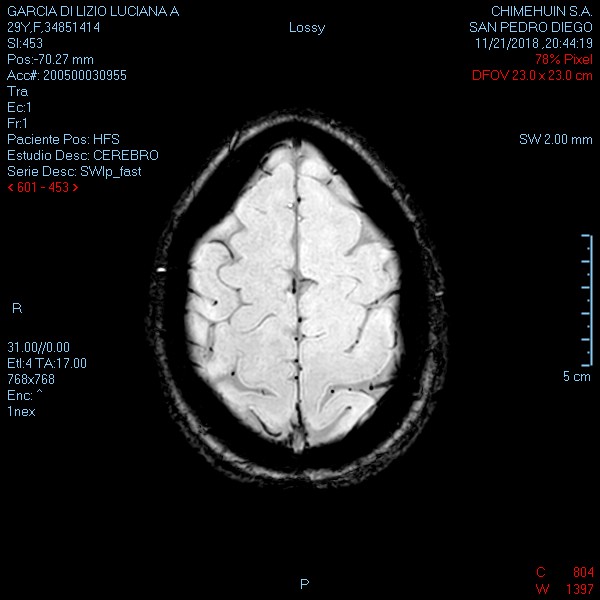 GARCIA DI LIZIO LUCIANA A
29Y,F,34851414
Sl:453
Pos:-70.27 mm
Acc#: 200500030955
Tra
Ec:1
Fr:1
Paciente Pos: HFS
Estudio Desc: CEREBRO
Serie Desc: SWIp_fast
< 601 - 453 >
Lossy
CHIMEHUIN S.A.
SAN PEDRO DIEGO
11/21/2018 ,20:44:19
78% Pixel
DFOV 23.0 x 23.0 cm
SW 2.00 mm
R
31.00//0.00
Etl:4 TA:17.00
768x768
Enc: ^
1nex
5 cm
P
C 804
W 1397